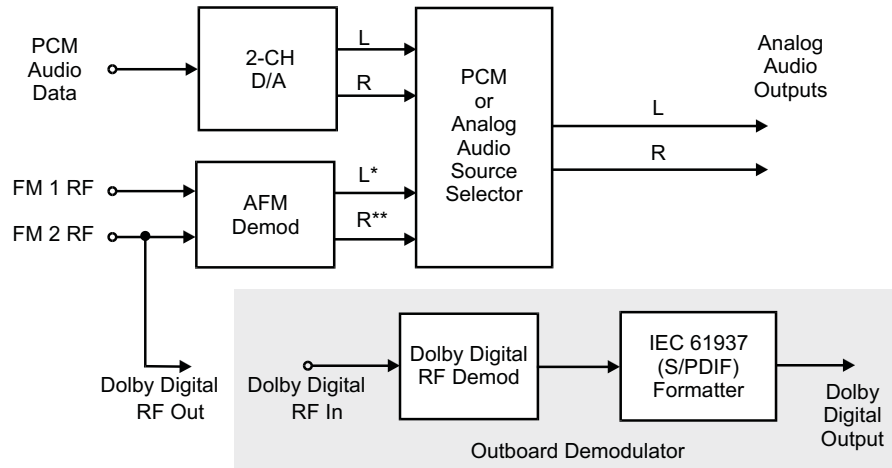 PCM
Audio
Data
2-CH
D/A
L
R
PCM
or
Analog
Audio
Source
Selector
Analog
Audio
Outputs
L
R
FM 1 RF
FM 2 RF
AFM
Demod
L*
R**
Dolby Digital
RF Out
Dolby Digital
RF In
Dolby Digital
RF Demod
IEC 61937
(S/PDIF)
Formatter
Dolby
Digital
Output
Outboard Demodulator